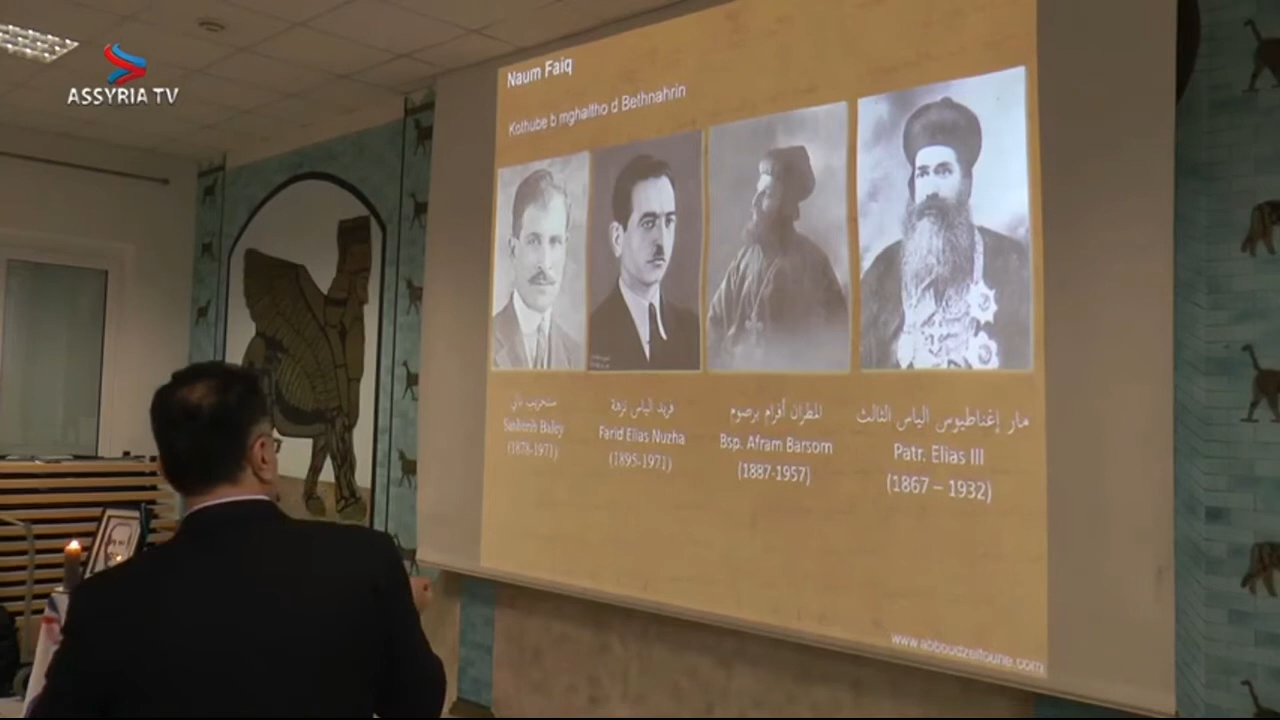 ASSYRIA TV
Naum Faiq
Kothube b mghaltho d Bethnahrin
سنحريب بالي
Sanharib Baley
(1878-1971)
فريد الياس نزهة
Farid Elias Nuzha
(1895-1971)
المطران أفرام برصوم
Bsp. Afram Barsom
(1887-1957)
مار إغناطيوس الياس الثالث
Patr. Elias III
(1867 – 1932)
www.abboudzeitoune.com